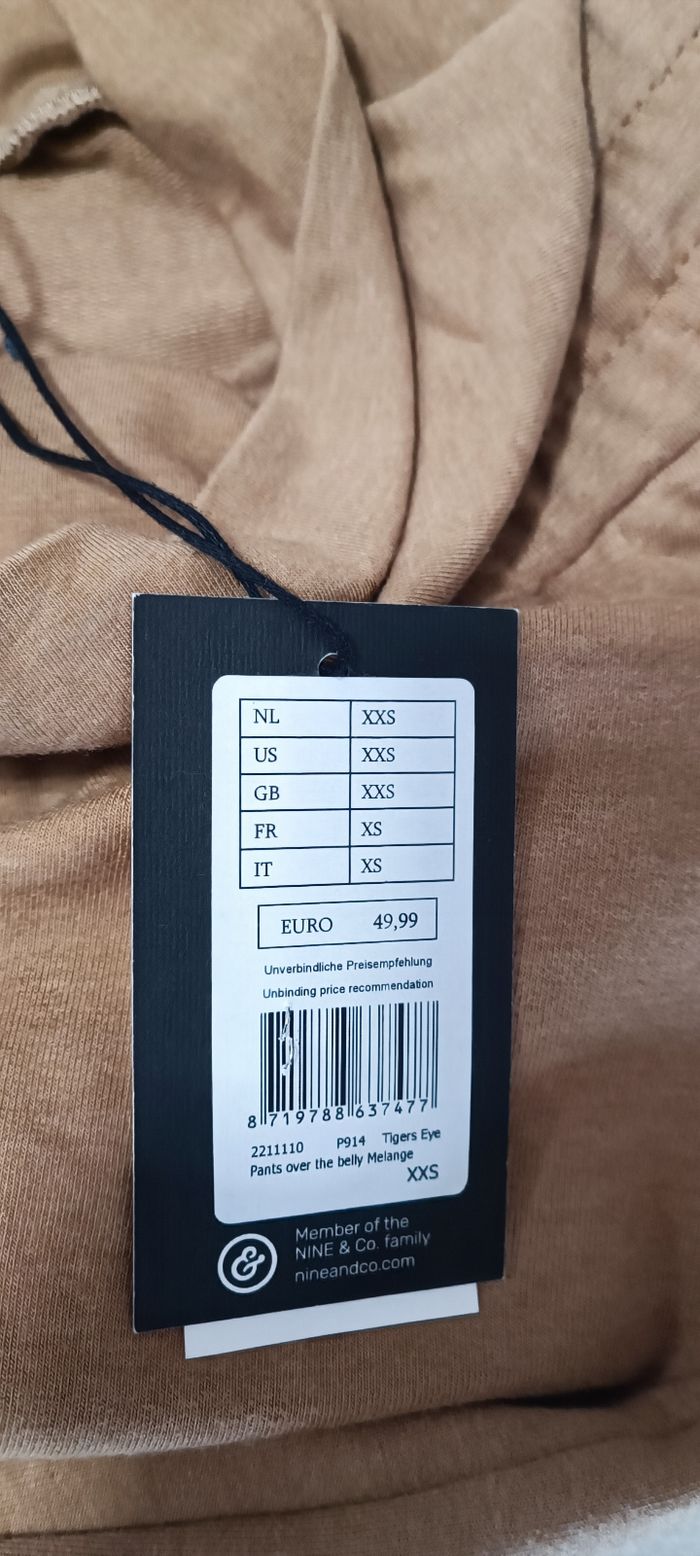 NL XXS
US XXS
GB XXS
FR XS
IT XS
EURO 49,99
Unverbindliche Preisempfehlung
Unbinding price recommendation
8 719788 637477
2211110 P914 Tigers Eye
Pants over the belly Melange
XXS
& Member of the
NINE & Co. family
nineandco.com